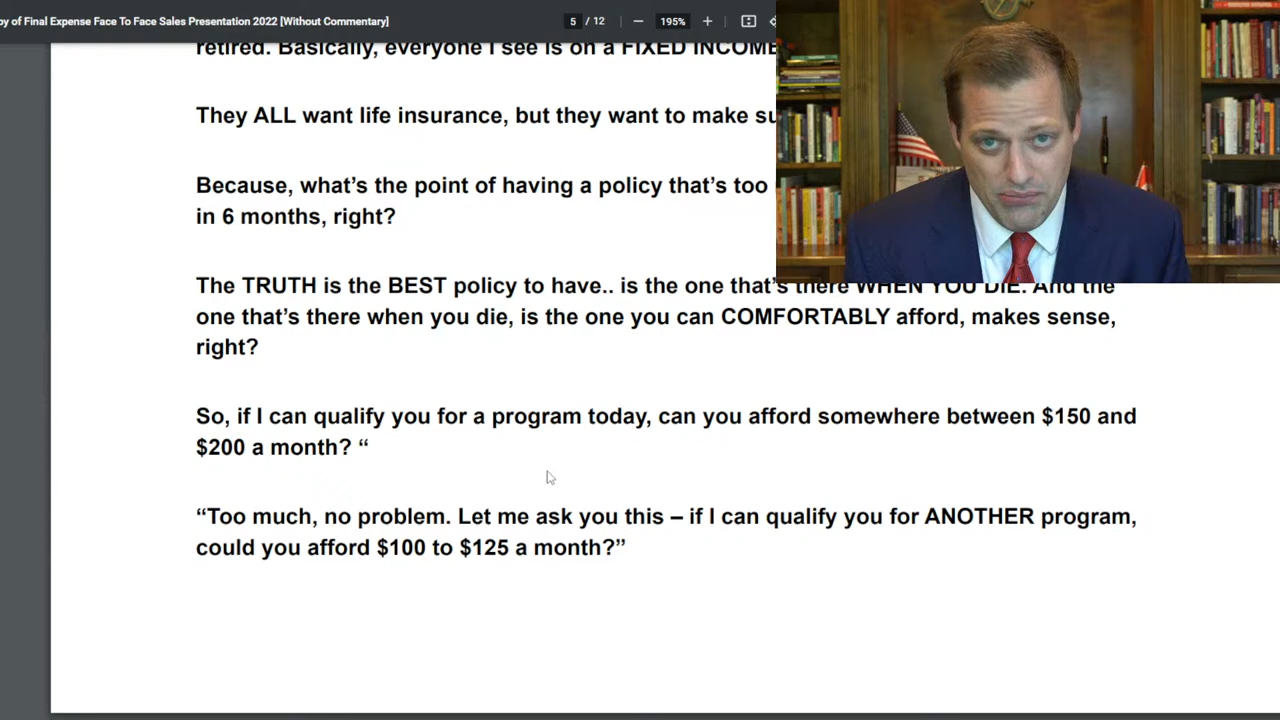 py of Final Expense Face To Face Sales Presentation 2022 [Without Commentary]
5 / 12
195%
retired. Basically, everyone I see is on a FIXED INCOME
They ALL want life insurance, but they want to make su
Because, what’s the point of having a policy that’s too
in 6 months, right?
The TRUTH is the BEST policy to have.. is the one that’s there WHEN YOU DIE. And the
one that’s there when you die, is the one you can COMFORTABLY afford, makes sense,
right?
So, if I can qualify you for a program today, can you afford somewhere between $150 and
$200 a month? “
“Too much, no problem. Let me ask you this – if I can qualify you for ANOTHER program,
could you afford $100 to $125 a month?”